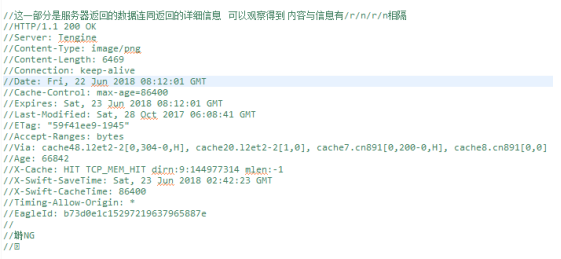 //这一部分是服务器返回的数据连同返回的详细信息 可以观察得到 内容与信息有/r/n/r/n相隔
//HTTP/1.1 200 OK
//Server: Tengine
//Content-Type: image/png
//Content-Length: 6469
//Connection: keep-alive
//Date: Fri, 22 Jun 2018 08:12:01 GMT
//Cache-Control: max-age=86400
//Expires: Sat, 23 Jun 2018 08:12:01 GMT
//Last-Modified: Sat, 28 Oct 2017 06:08:41 GMT
//ETag: "59f41ee9-1945"
//Accept-Ranges: bytes
//Via: cache48.l2et2-2[0,304-0,H], cache20.l2et2-2[1,0], cache7.cn891[0,200-0,H], cache8.cn891[0,0]
//Age: 66842
//X-Cache: HIT TCP_MEM_HIT dirn:9:144977314 mlen:-1
//X-Swift-SaveTime: Sat, 23 Jun 2018 02:42:23 GMT
//X-Swift-CacheTime: 86400
//Timing-Allow-Origin: *
//EagleId: b73d0e1c15297219637965887e
//
//塒NG
//